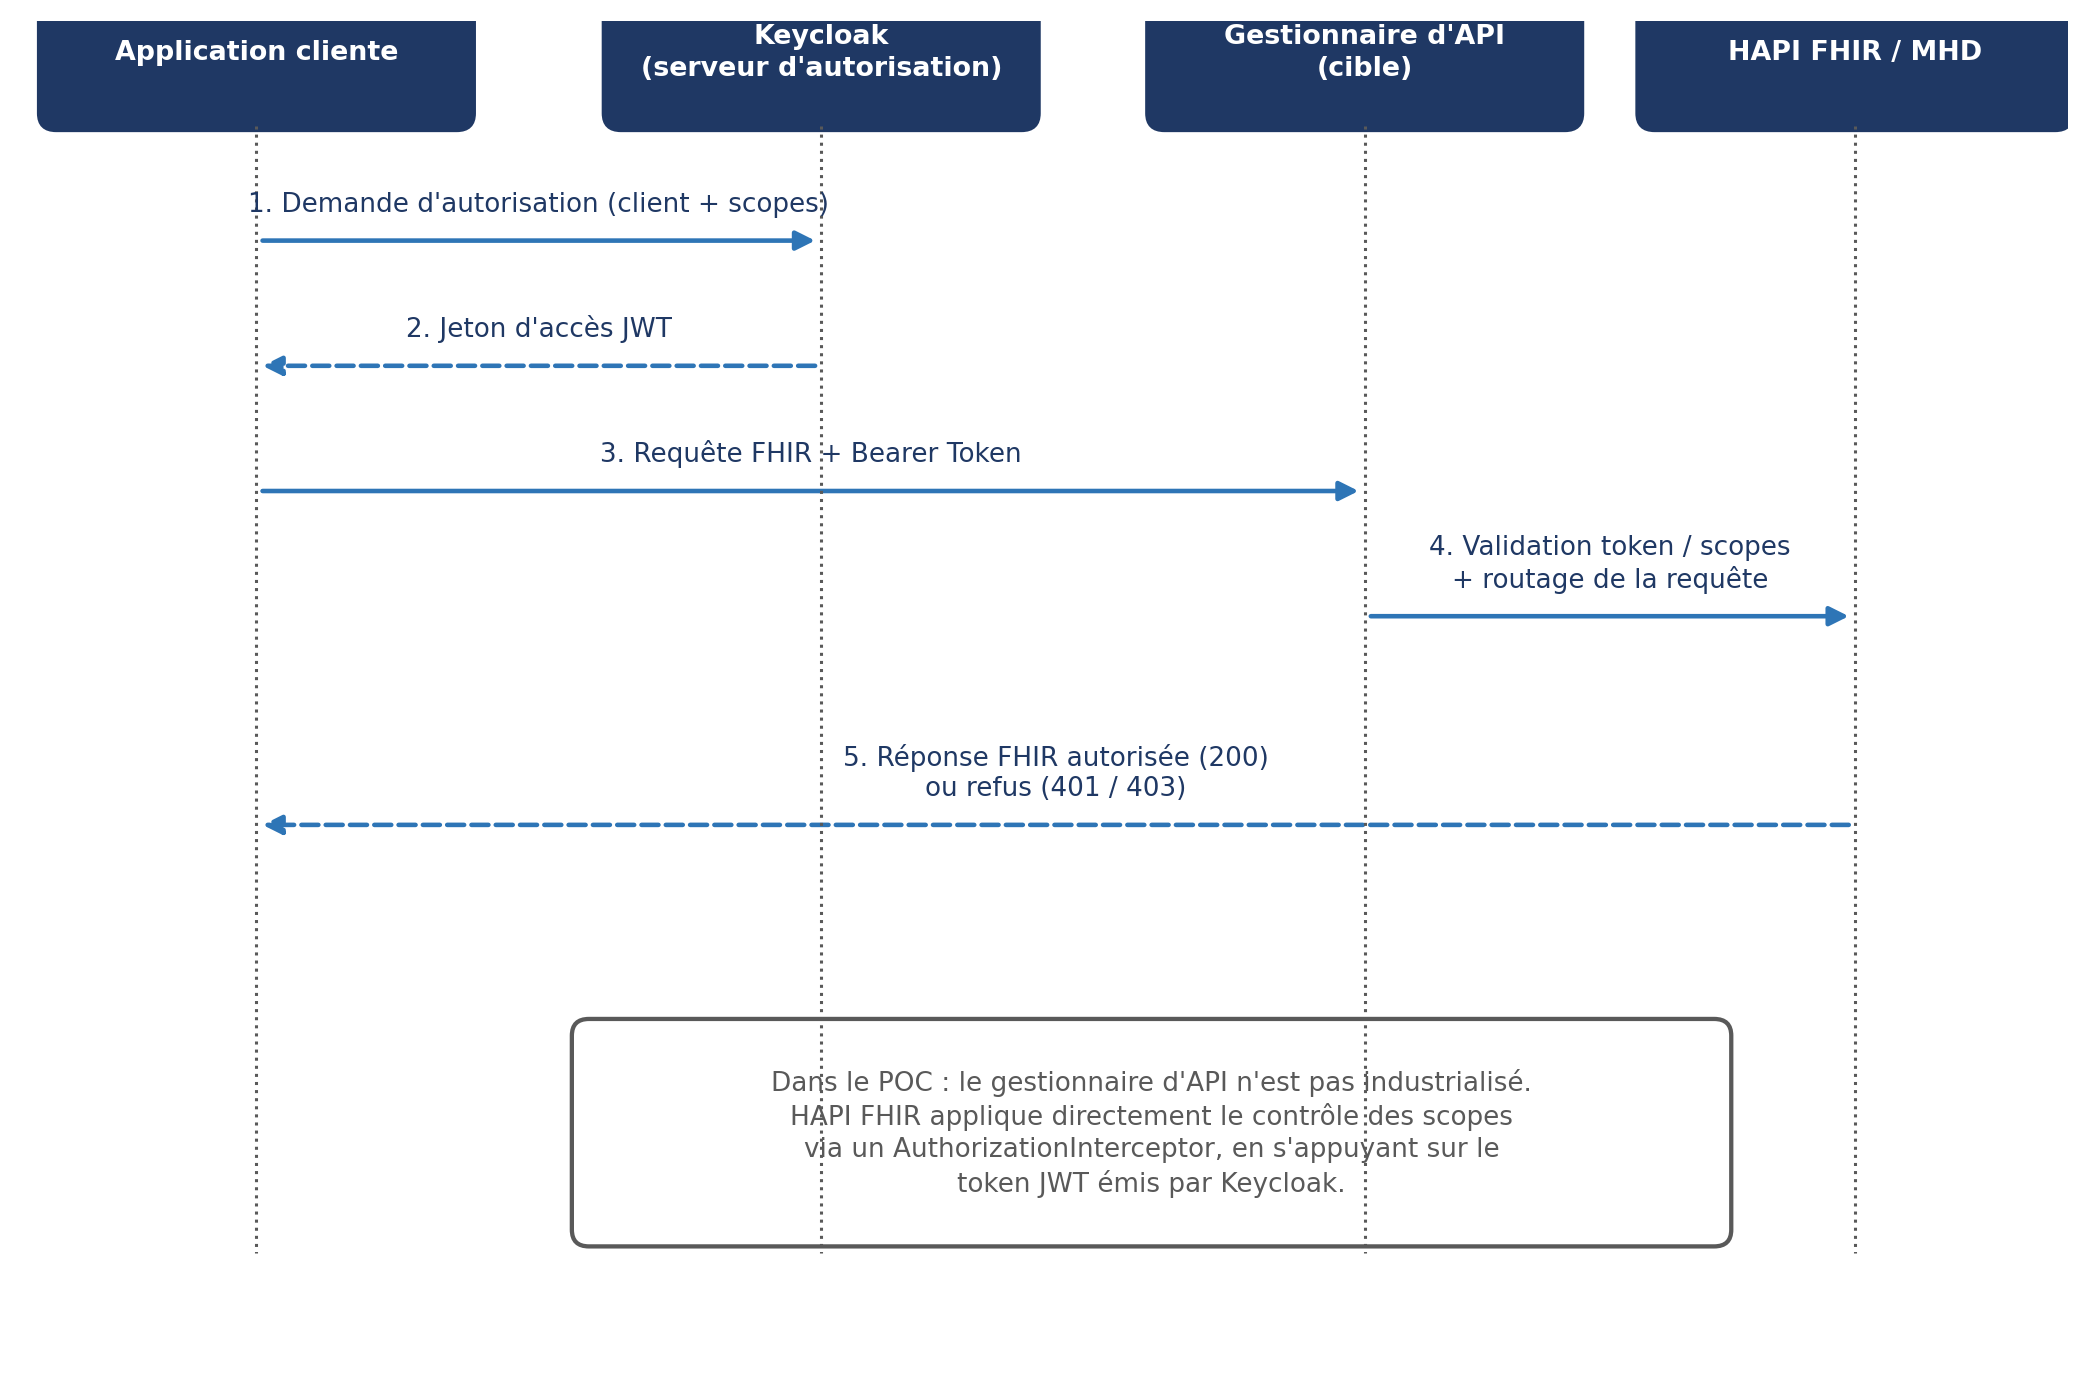 Application cliente
Keycloak
(serveur d'autorisation)
Gestionnaire d'API
(cible)
HAPI FHIR / MHD
1. Demande d'autorisation (client + scopes)
2. Jeton d'accès JWT
3. Requête FHIR + Bearer Token
4. Validation token / scopes
+ routage de la requête
5. Réponse FHIR autorisée (200)
ou refus (401 / 403)
Dans le POC : le gestionnaire d'API n'est pas industrialisé.
HAPI FHIR applique directement le contrôle des scopes
via un AuthorizationInterceptor, en s'appuyant sur le
token JWT émis par Keycloak.